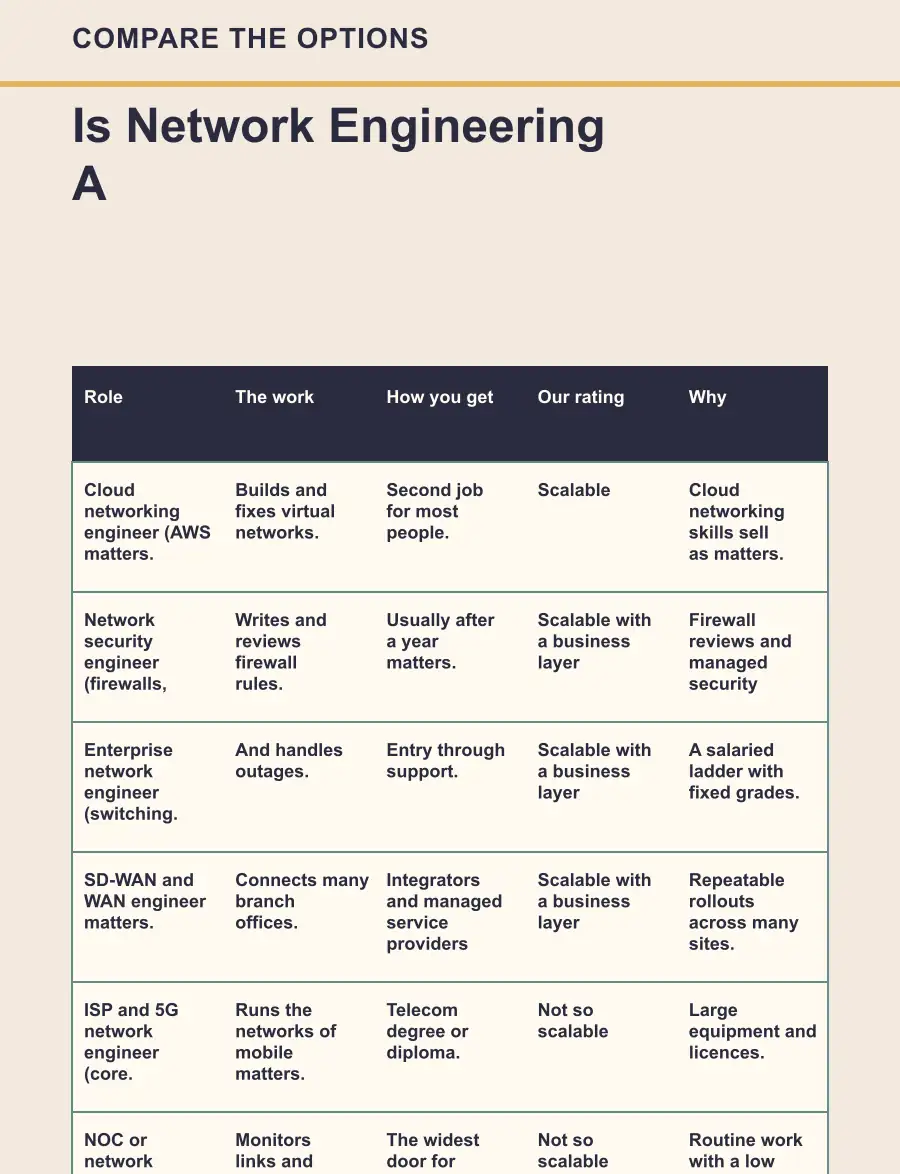 COMPARE THE OPTIONS
Is Network Engineering
A
Role The work How you get Our rating Why
Cloud
networking
engineer (AWS
matters.
Builds and
fixes virtual
networks.
Second job
for most
people.
Scalable
Cloud
networking
skills sell
as matters.
Network
security
engineer
(firewalls,
Writes and
reviews
firewall
rules.
Usually after
a year
matters.
Scalable with
a business
layer
Firewall
reviews and
managed
security
Enterprise
network
engineer
(switching.
And handles
outages.
Entry through
support.
Scalable with
a business
layer
A salaried
ladder with
fixed grades.
SD-WAN and
WAN engineer
matters.
Connects many
branch
offices.
Integrators
and managed
service
providers
Scalable with
a business
layer
Repeatable
rollouts
across many
sites.
ISP and 5G
network
engineer
(core.
Runs the
networks of
mobile
matters.
Telecom
degree or
diploma.
Not so
scalable
Large
equipment and
licences.
NOC or
network
Monitors
links and
The widest
door for
Not so
scalable
Routine work
with a low